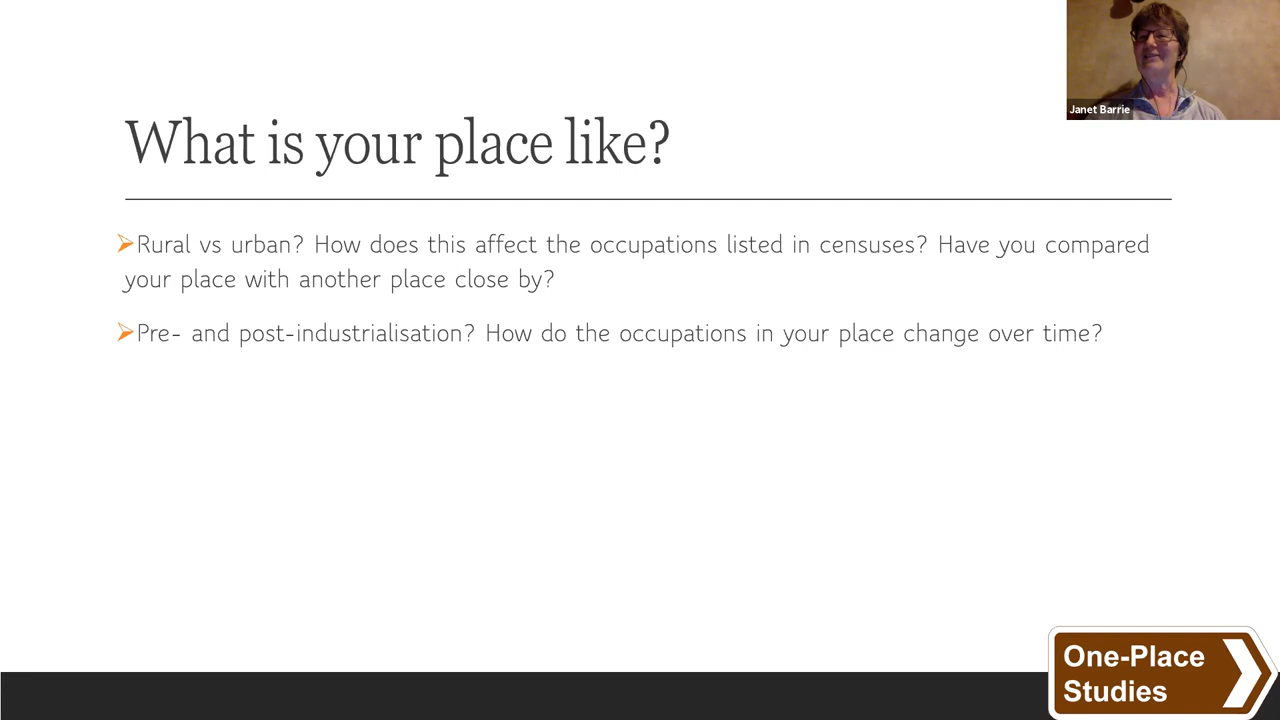 Janet Barrie
What is your place like?
➢Rural vs urban? How does this affect the occupations listed in censuses? Have you compared
your place with another place close by?
➢Pre- and post-industrialisation? How do the occupations in your place change over time?
One-Place
Studies